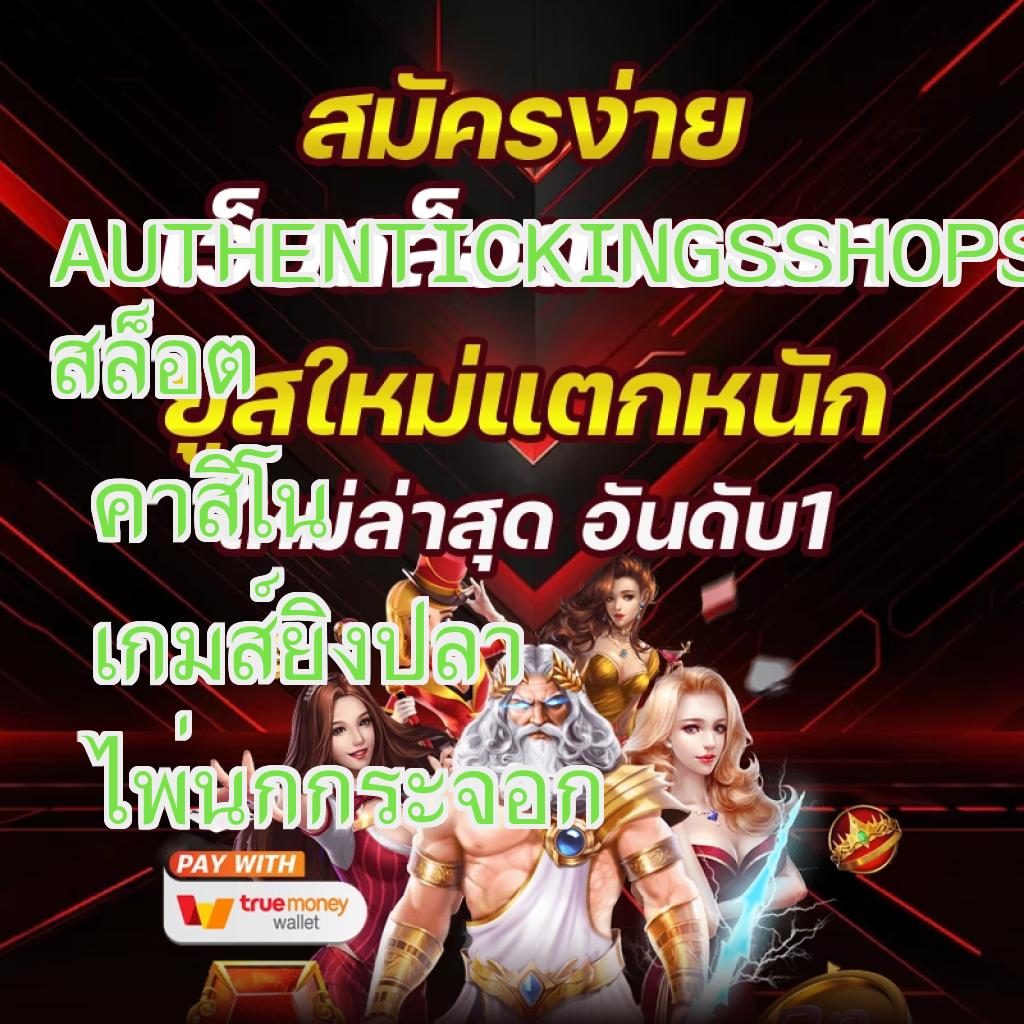 สมัครง่าย
AUTHENTICKINGSSHOPS
สล็อต
ยูสใหม่แตกหนัก
คาสิโน
ใหม่ล่าสุด อันดับ1
เกมส์ยิงปลา
ไพ่นกกระจอก
PAY WITH
truemoney
wallet